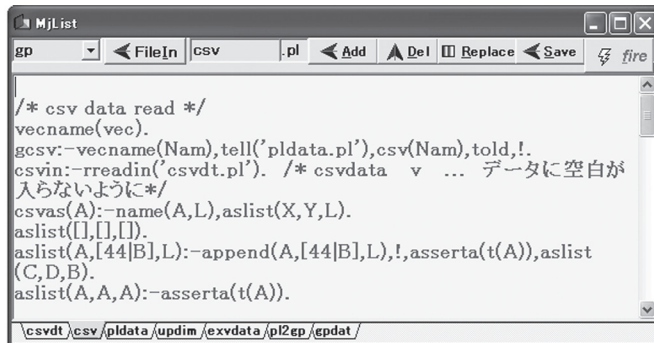 MjList
gp FileIn csv .pl Add Del Replace Save fire
/* csv data read */
vecname(vec).
gcsv:-vecname(Nam),tell('pldata.pl'),csv(Nam),told,!.
csvin:-rreadin('csvdt.pl'). /* csvdata v ... データに空白が
入らないように*/
csvas(A):-name(A,L),aslist(X,Y,L).
aslist([],[],[]).
aslist(A,[44|B],L):-append(A,[44|B],L),!,asserta(t(A)),aslist
(C,D,B).
aslist(A,A,A):-asserta(t(A)).
csvdt csv pldata updim exvdata pl2gp gpdat